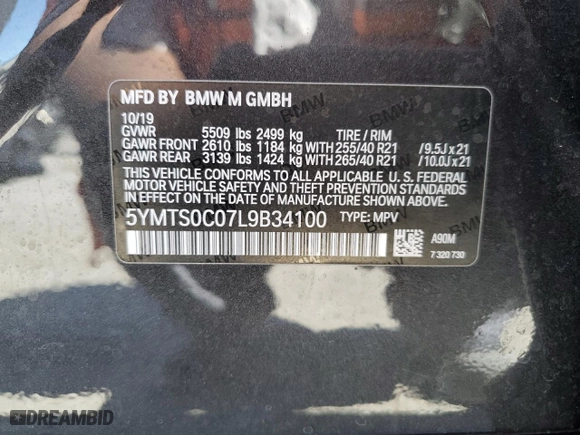 MFD BY BMW M GMBH
10/19
GVWR 5509 lbs 2499 kg TIRE / RIM
GAWR FRONT 2610 lbs 1184 kg WITH 255/40 R21 /9.5J x 21
GAWR REAR 3139 lbs 1424 kg WITH 265/40 R21 /10.0J x 21
THIS VEHICLE CONFORMS TO ALL APPLICABLE
U. S. FEDERAL MOTOR VEHICLE
SAFETY AND THEFT PREVENTION STANDARDS
IN EFFECT ON THE DATE OF MANUFACTURE SHOWN ABOVE.
5YMTS0C07L9B34100 TYPE: MPV
A90M
7 320 730
DREAMBID